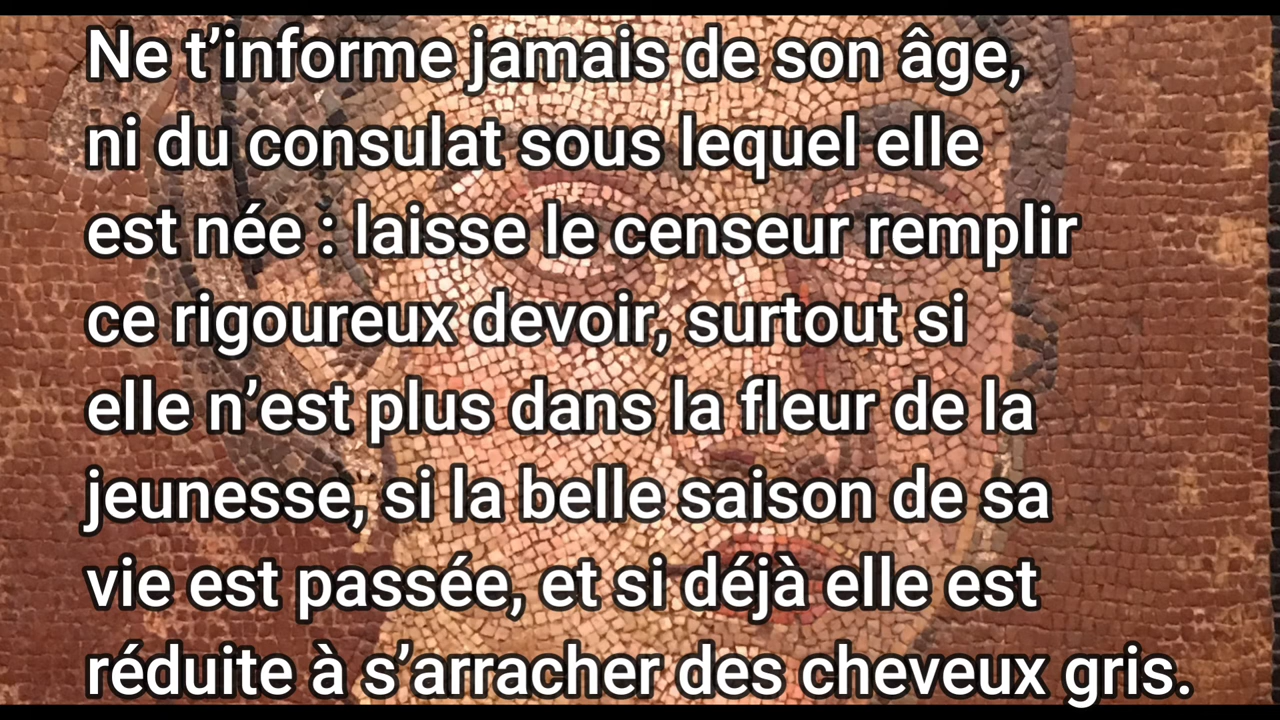 Ne t’informe jamais de son âge,
ni du consulat sous lequel elle
est née : laisse le censeur remplir
ce rigoureux devoir, surtout si
elle n’est plus dans la fleur de la
jeunesse, si la belle saison de sa
vie est passée, et si déjà elle est
réduite à s’arracher des cheveux gris.